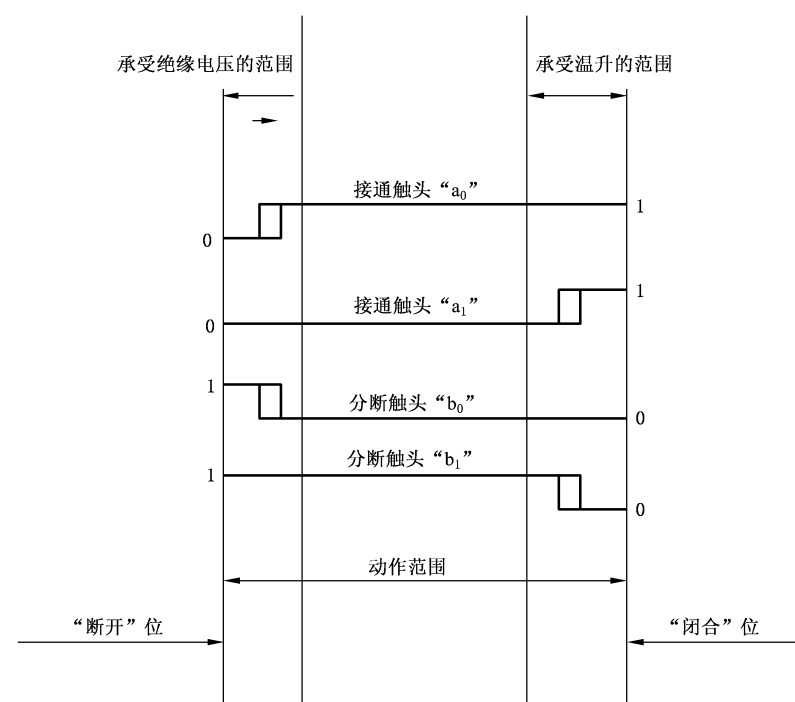 承受绝缘电压的范围
承受温升的范围
接通触头“a₀”
1
0
接通触头“a₁”
1
0
1
分断触头“b₀”
0
分断触头“b₁”
1
0
动作范围
“断开”位
“闭合”位